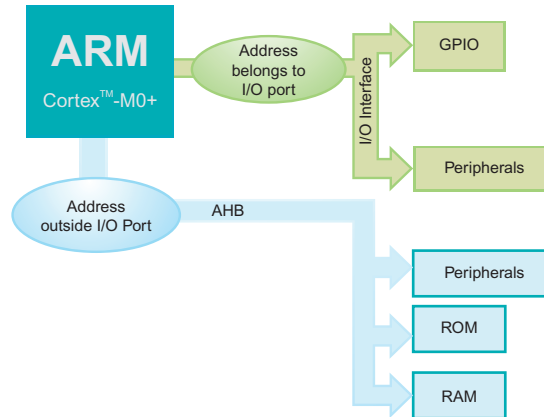 ARM
Cortex™-M0+
Address
belongs to
I/O port
I/O Interface
GPIO
Peripherals
Address
outside I/O Port
AHB
Peripherals
ROM
RAM